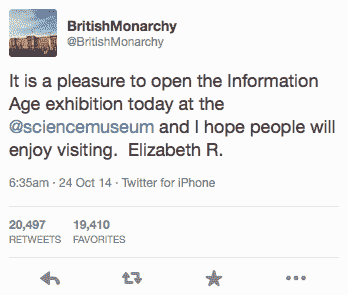 BritishMonarchy
@BritishMonarchy
It is a pleasure to open the Information
Age exhibition today at the
@sciencemuseum and I hope people will
enjoy visiting.  Elizabeth R.
6:35am · 24 Oct 14 · Twitter for iPhone
20,497 19,410
RETWEETS FAVORITES